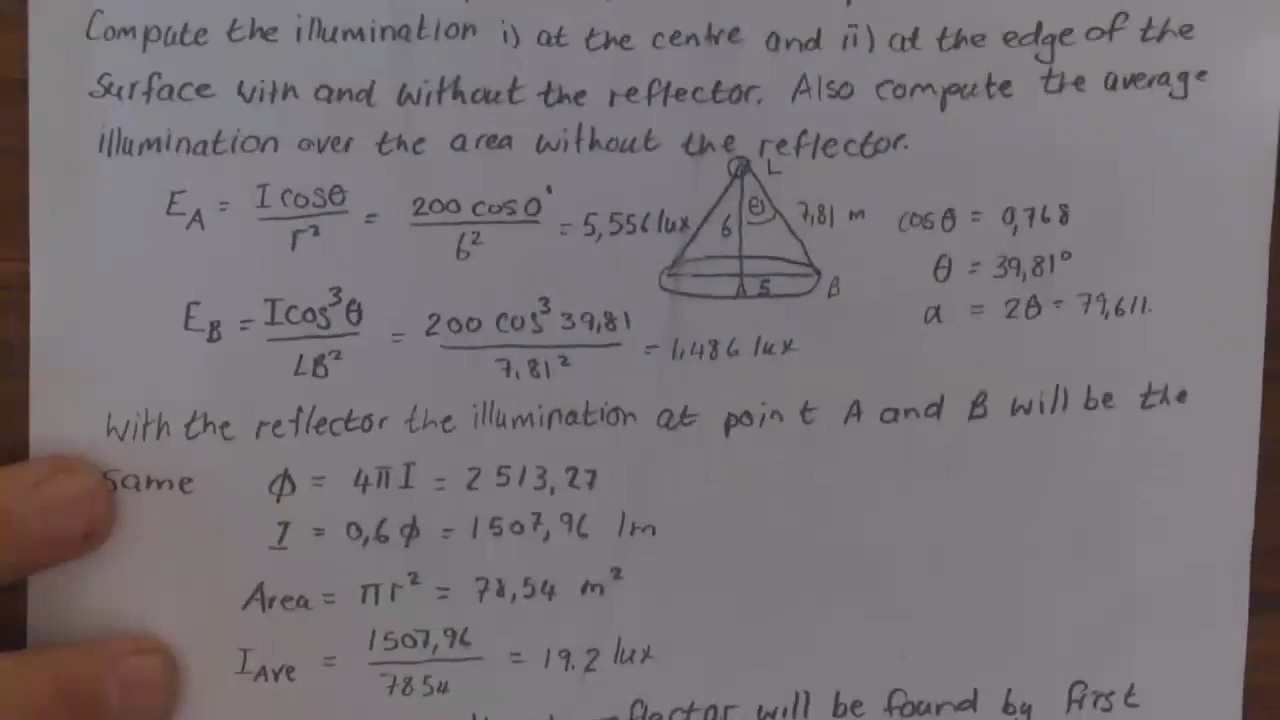 Compute the illumination i) at the centre and ii) at the edge of the
surface with and without the reflector. Also compute the average
illumination over the area without the reflector.
E_A = I cosθ / r² = 200 cos 0° / 6² = 5,556 lux
L
θ
6
7,81 m
A 5
B
cosθ = 0,768
θ = 39,81°
α = 2θ = 79,611.
E_B = I cos³θ / LB² = 200 cos³ 39,81 / 7,81² = 1,486 lux
with the reflector the illumination at point A and B will be the
same
ϕ = 4πI = 2 513,27
I = 0,6ϕ = 1507,96 lm
Area = πr² = 78,54 m²
I_Ave = 1507,96 / 7854 = 19.2 lux
flector will be found by first